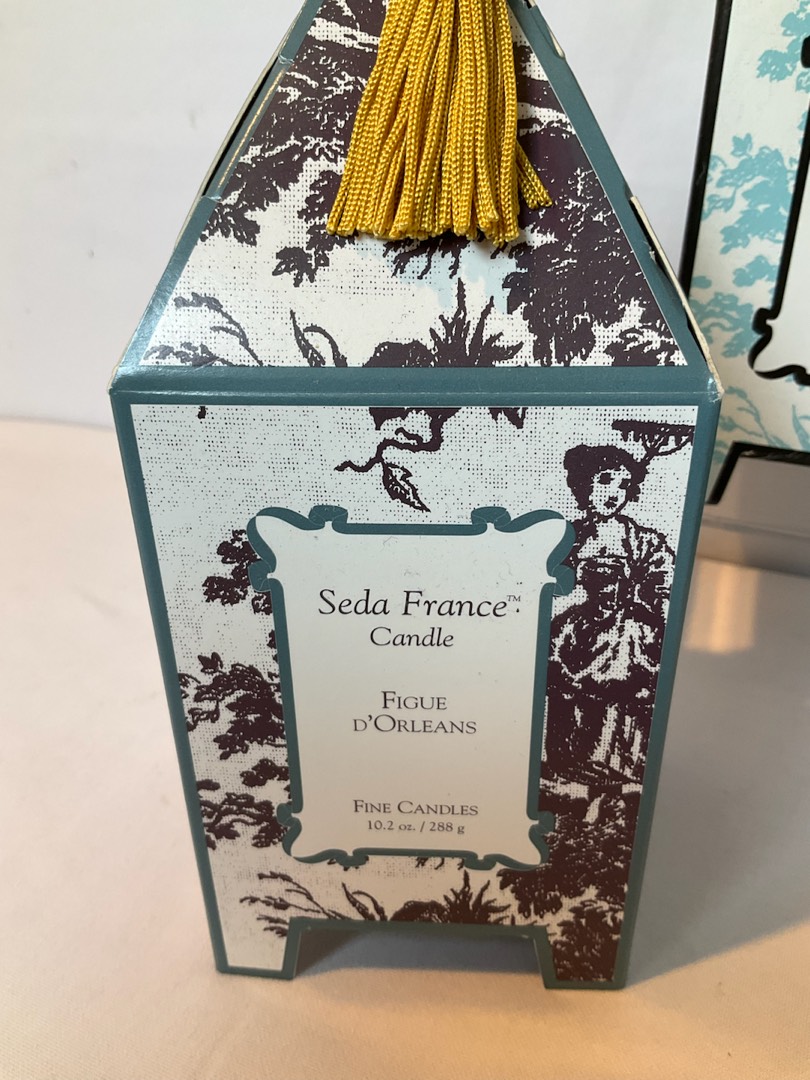 Seda France™
Candle
FIGUE
D'ORLEANS
FINE CANDLES
10.2 oz. / 288 g